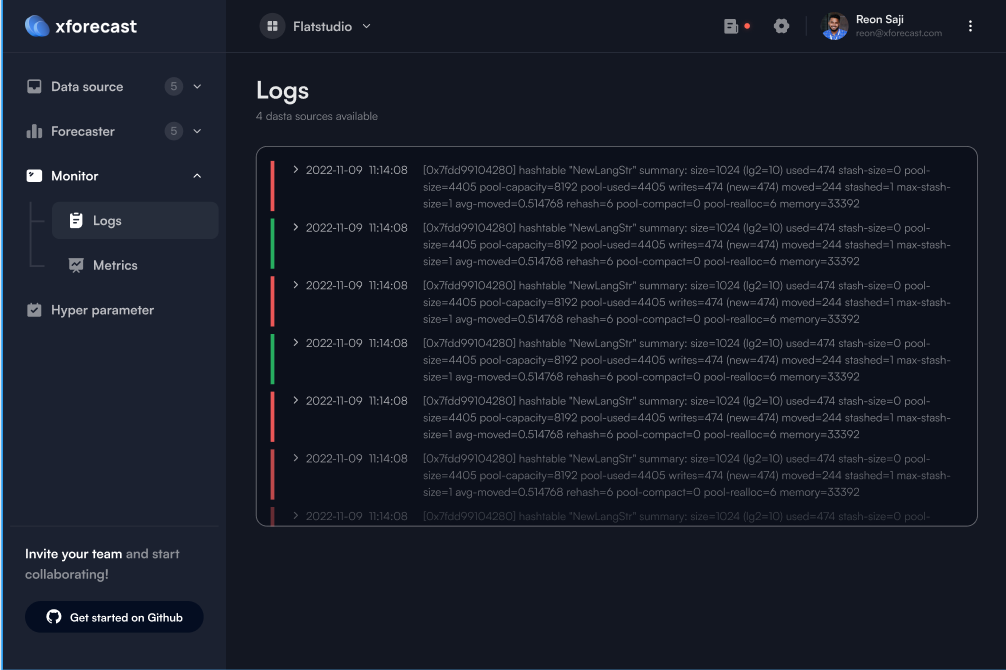 xforecast
Flatstudio
Reon Saji
reon@xforecast.com
Data source 5
Forecaster 5
Monitor
Logs
Metrics
Hyper parameter
Invite your team and start
collaborating!
Get started on Github
Logs
4 dasta sources available
2022-11-09 11:14:08 [0x7fdd99104280] hashtable "NewLangStr" summary: size=1024 (lg2=10) used=474 stash-size=0 pool-
size=4405 pool-capacity=8192 pool-used=4405 writes=474 (new=474) moved=244 stashed=1 max-stash-
size=1 avg-moved=0.514768 rehash=6 pool-compact=0 pool-realloc=6 memory=33392
2022-11-09 11:14:08 [0x7fdd99104280] hashtable "NewLangStr" summary: size=1024 (lg2=10) used=474 stash-size=0 pool-
size=4405 pool-capacity=8192 pool-used=4405 writes=474 (new=474) moved=244 stashed=1 max-stash-
size=1 avg-moved=0.514768 rehash=6 pool-compact=0 pool-realloc=6 memory=33392
2022-11-09 11:14:08 [0x7fdd99104280] hashtable "NewLangStr" summary: size=1024 (lg2=10) used=474 stash-size=0 pool-
size=4405 pool-capacity=8192 pool-used=4405 writes=474 (new=474) moved=244 stashed=1 max-stash-
size=1 avg-moved=0.514768 rehash=6 pool-compact=0 pool-realloc=6 memory=33392
2022-11-09 11:14:08 [0x7fdd99104280] hashtable "NewLangStr" summary: size=1024 (lg2=10) used=474 stash-size=0 pool-
size=4405 pool-capacity=8192 pool-used=4405 writes=474 (new=474) moved=244 stashed=1 max-stash-
size=1 avg-moved=0.514768 rehash=6 pool-compact=0 pool-realloc=6 memory=33392
2022-11-09 11:14:08 [0x7fdd99104280] hashtable "NewLangStr" summary: size=1024 (lg2=10) used=474 stash-size=0 pool-
size=4405 pool-capacity=8192 pool-used=4405 writes=474 (new=474) moved=244 stashed=1 max-stash-
size=1 avg-moved=0.514768 rehash=6 pool-compact=0 pool-realloc=6 memory=33392
2022-11-09 11:14:08 [0x7fdd99104280] hashtable "NewLangStr" summary: size=1024 (lg2=10) used=474 stash-size=0 pool-
size=4405 pool-capacity=8192 pool-used=4405 writes=474 (new=474) moved=244 stashed=1 max-stash-
size=1 avg-moved=0.514768 rehash=6 pool-compact=0 pool-realloc=6 memory=33392
2022-11-09 11:14:08 [0x7fdd99104280] hashtable "NewLangStr" summary: size=1024 (lg2=10) used=474 stash-size=0 pool-